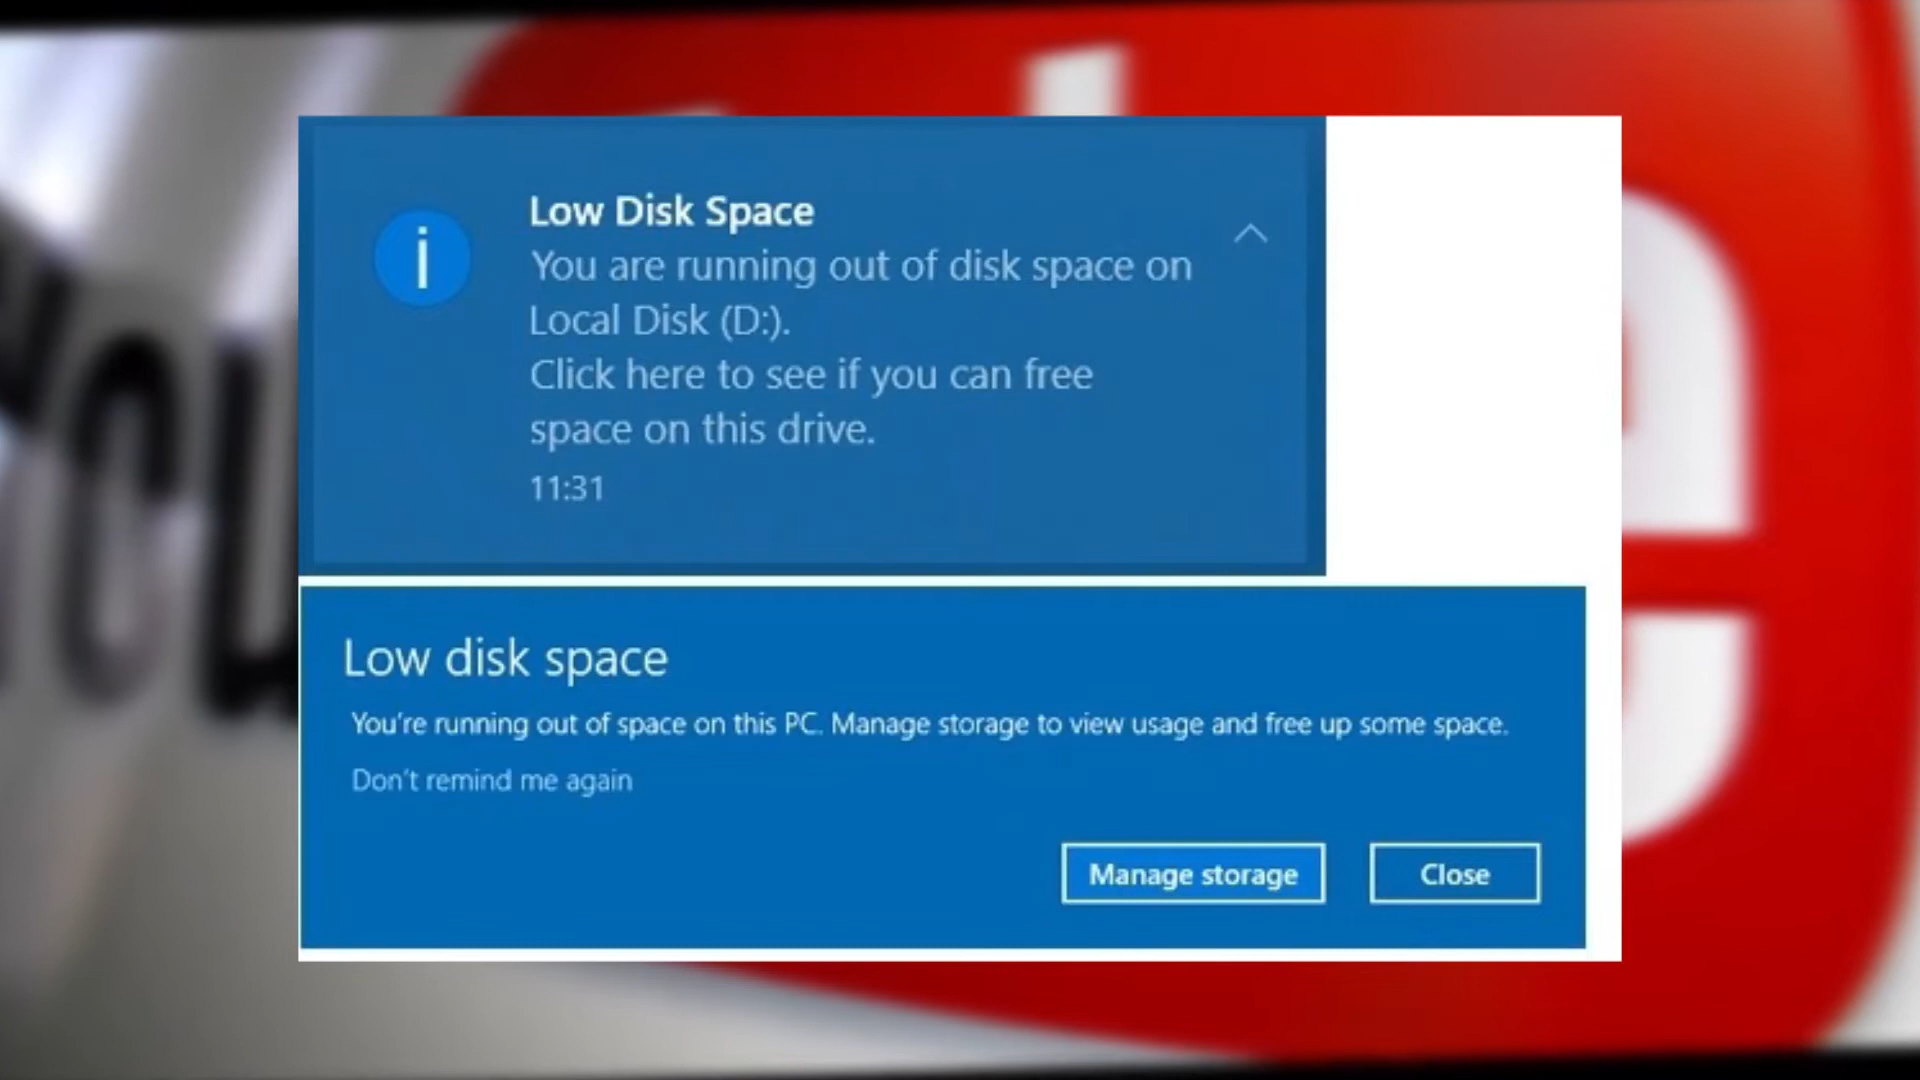 Low Disk Space
You are running out of disk space on
Local Disk (D:).
Click here to see if you can free
space on this drive.
11:31
Low disk space
You're running out of space on this PC. Manage storage to view usage and free up some space.
Don't remind me again
Manage storage
Close